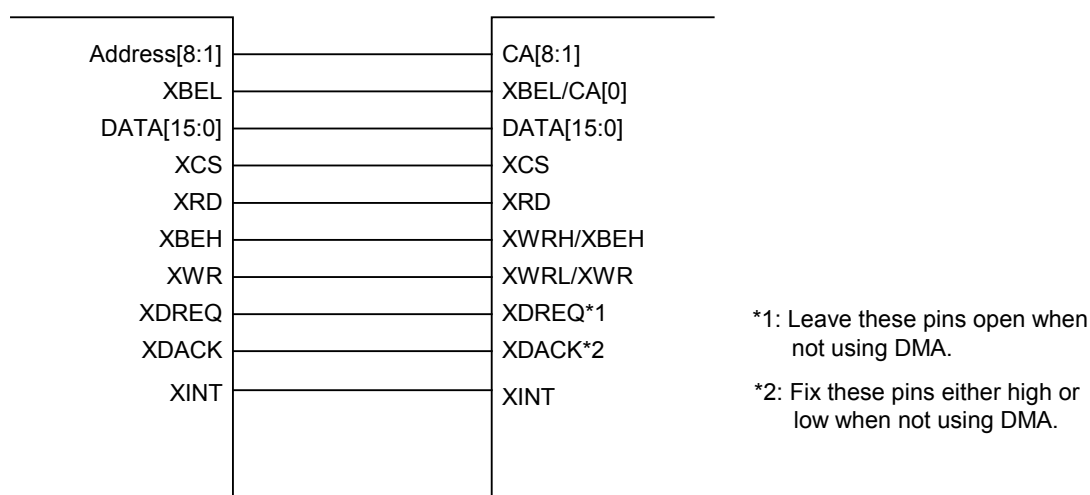 Address[8:1] CA[8:1]
XBEL XBEL/CA[0]
DATA[15:0] DATA[15:0]
XCS XCS
XRD XRD
XBEH XWRH/XBEH
XWR XWRL/XWR
XDREQ XDREQ*1
XDACK XDACK*2
XINT XINT
*1: Leave these pins open when
not using DMA.
*2: Fix these pins either high or
low when not using DMA.